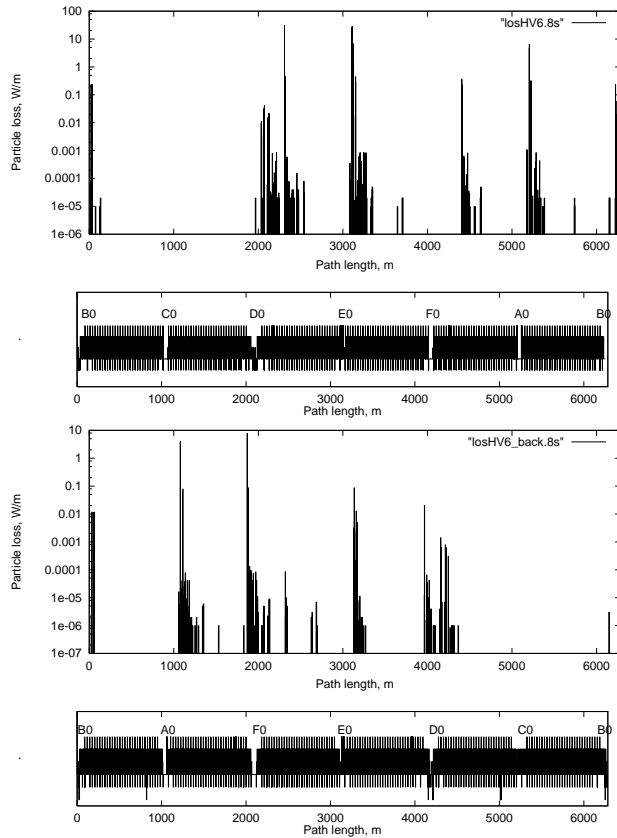 "losHV6.8s"
Particle loss, W/m
100
10
1
0.1
0.01
0.001
0.0001
1e-05
1e-06
0 1000 2000 3000 4000 5000 6000
Path length, m
B0 C0 D0 E0 F0 A0 B0
0 1000 2000 3000 4000 5000 6000
Path length, m
"losHV6_back.8s"
Particle loss, W/m
10
1
0.1
0.01
0.001
0.0001
1e-05
1e-06
1e-07
0 1000 2000 3000 4000 5000 6000
Path length, m
B0 A0 F0 E0 D0 C0 B0
0 1000 2000 3000 4000 5000 6000
Path length, m